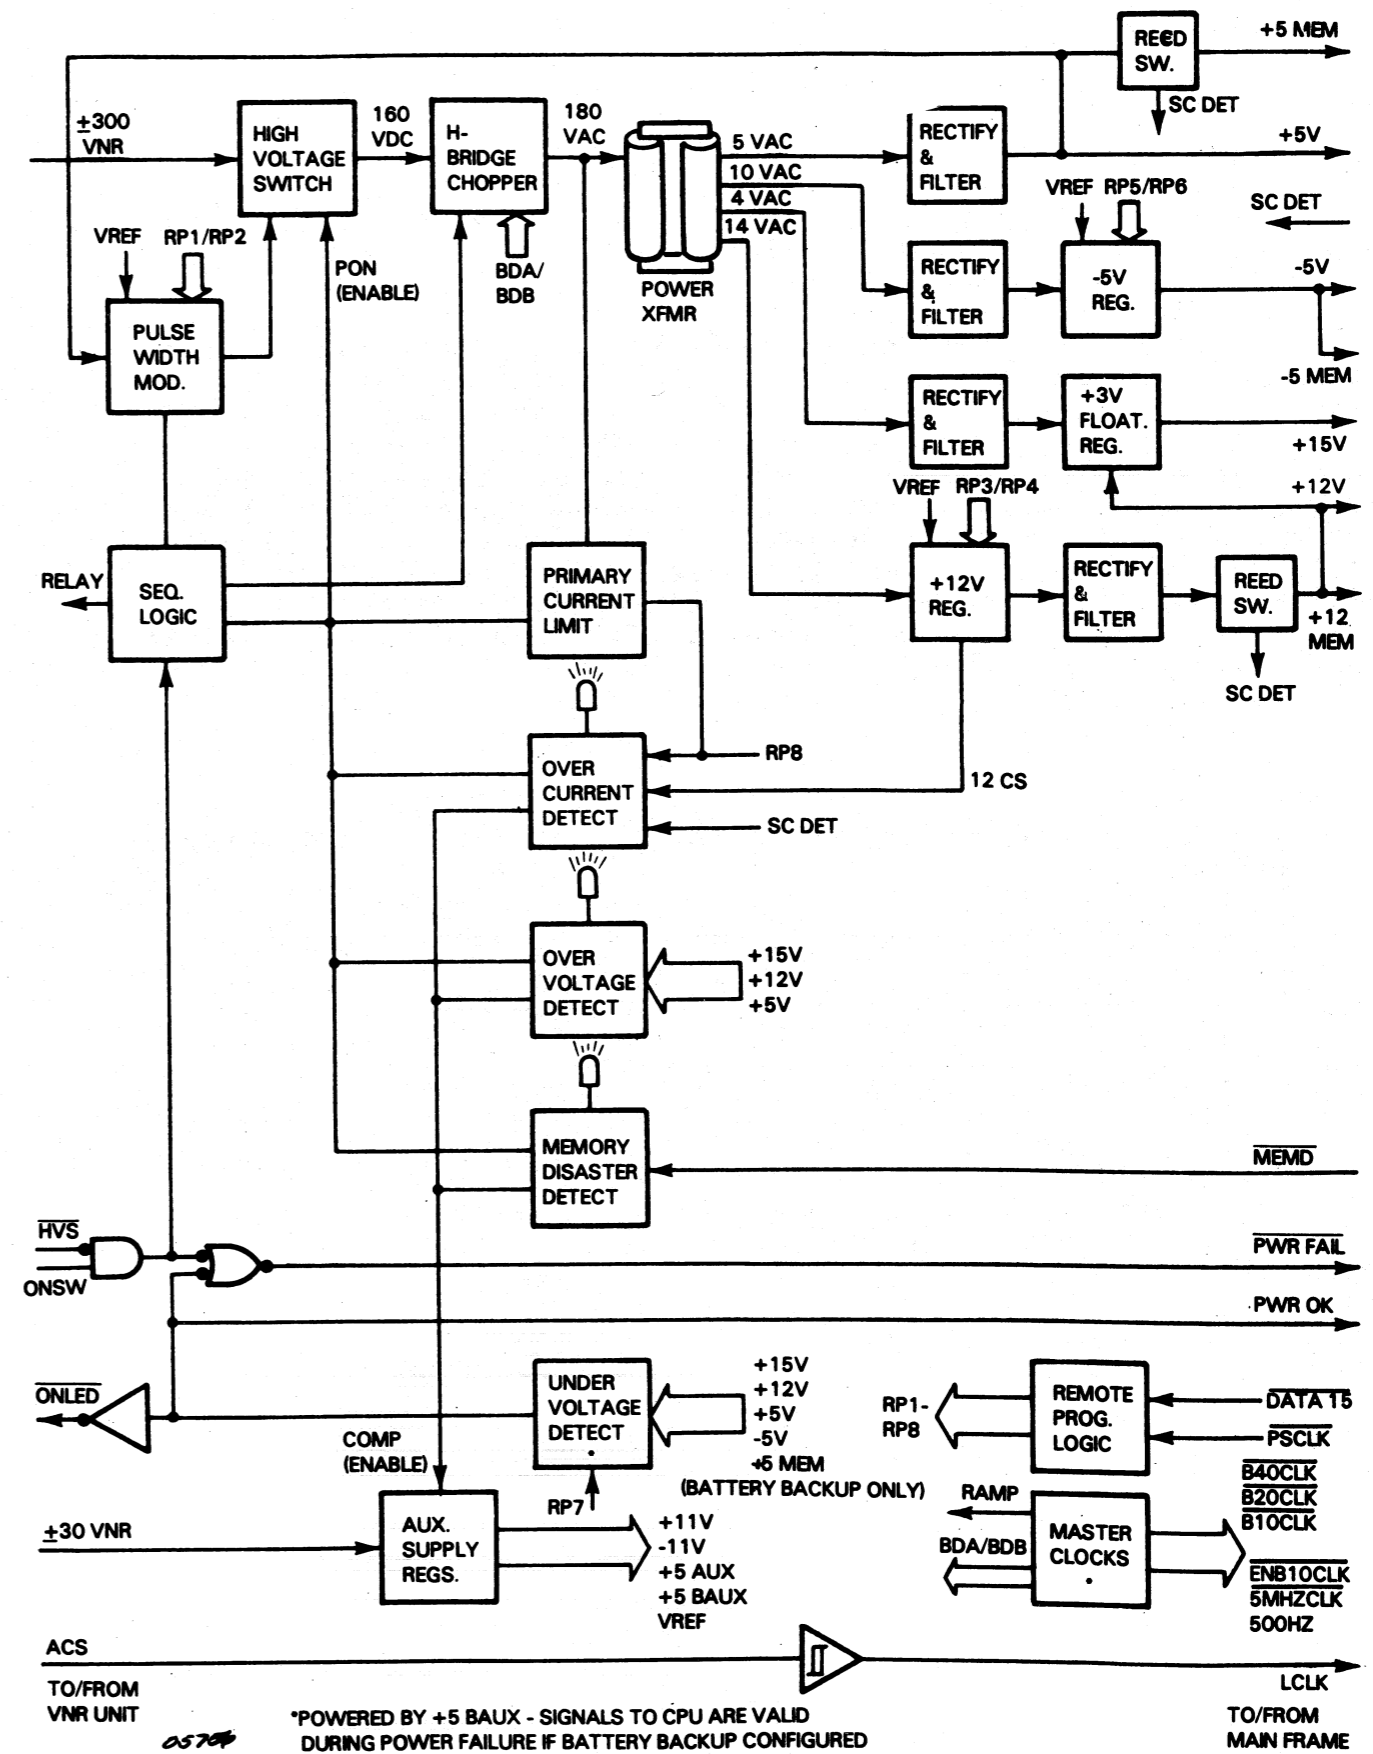 REED
SW.
+5 MEM
SC DET
±300
VNR
HIGH
VOLTAGE
SWITCH
160
VDC
H-
BRIDGE
CHOPPER
180
VAC
5 VAC
10 VAC
4 VAC
14 VAC
RECTIFY
&
FILTER
+5V
VREF
RP5/RP6
SC DET
VREF
RP1/RP2
PON
(ENABLE)
BDA/
BDB
POWER
XFMR
RECTIFY
&
FILTER
-5V
REG.
-5V
-5 MEM
PULSE
WIDTH
MOD.
RECTIFY
&
FILTER
+3V
FLOAT.
REG.
+15V
VREF
RP3/RP4
+12V
RELAY
SEQ.
LOGIC
PRIMARY
CURRENT
LIMIT
+12V
REG.
RECTIFY
&
FILTER
REED
SW.
+12
MEM
SC DET
OVER
CURRENT
DETECT
RP8
12 CS
SC DET
OVER
VOLTAGE
DETECT
+15V
+12V
+5V
MEMORY
DISASTER
DETECT
MEMD
HVS
ONSW
PWR FAIL
PWR OK
ONLED
UNDER
VOLTAGE
DETECT
*
+15V
+12V
+5V
-5V
+5 MEM
(BATTERY BACKUP ONLY)
RP7
RP1-
RP8
REMOTE
PROG.
LOGIC
DATA 15
PSCLK
COMP
(ENABLE)
±30 VNR
AUX.
SUPPLY
REGS.
+11V
-11V
+5 AUX
+5 BAUX
VREF
RAMP
BDA/BDB
MASTER
CLOCKS
*
B40CLK
B20CLK
B10CLK
ENB10CLK
5MHZCLK
500HZ
ACS
LCLK
TO/FROM
VNR UNIT
*POWERED BY +5 BAUX - SIGNALS TO CPU ARE VALID
DURING POWER FAILURE IF BATTERY BACKUP CONFIGURED
TO/FROM
MAIN FRAME